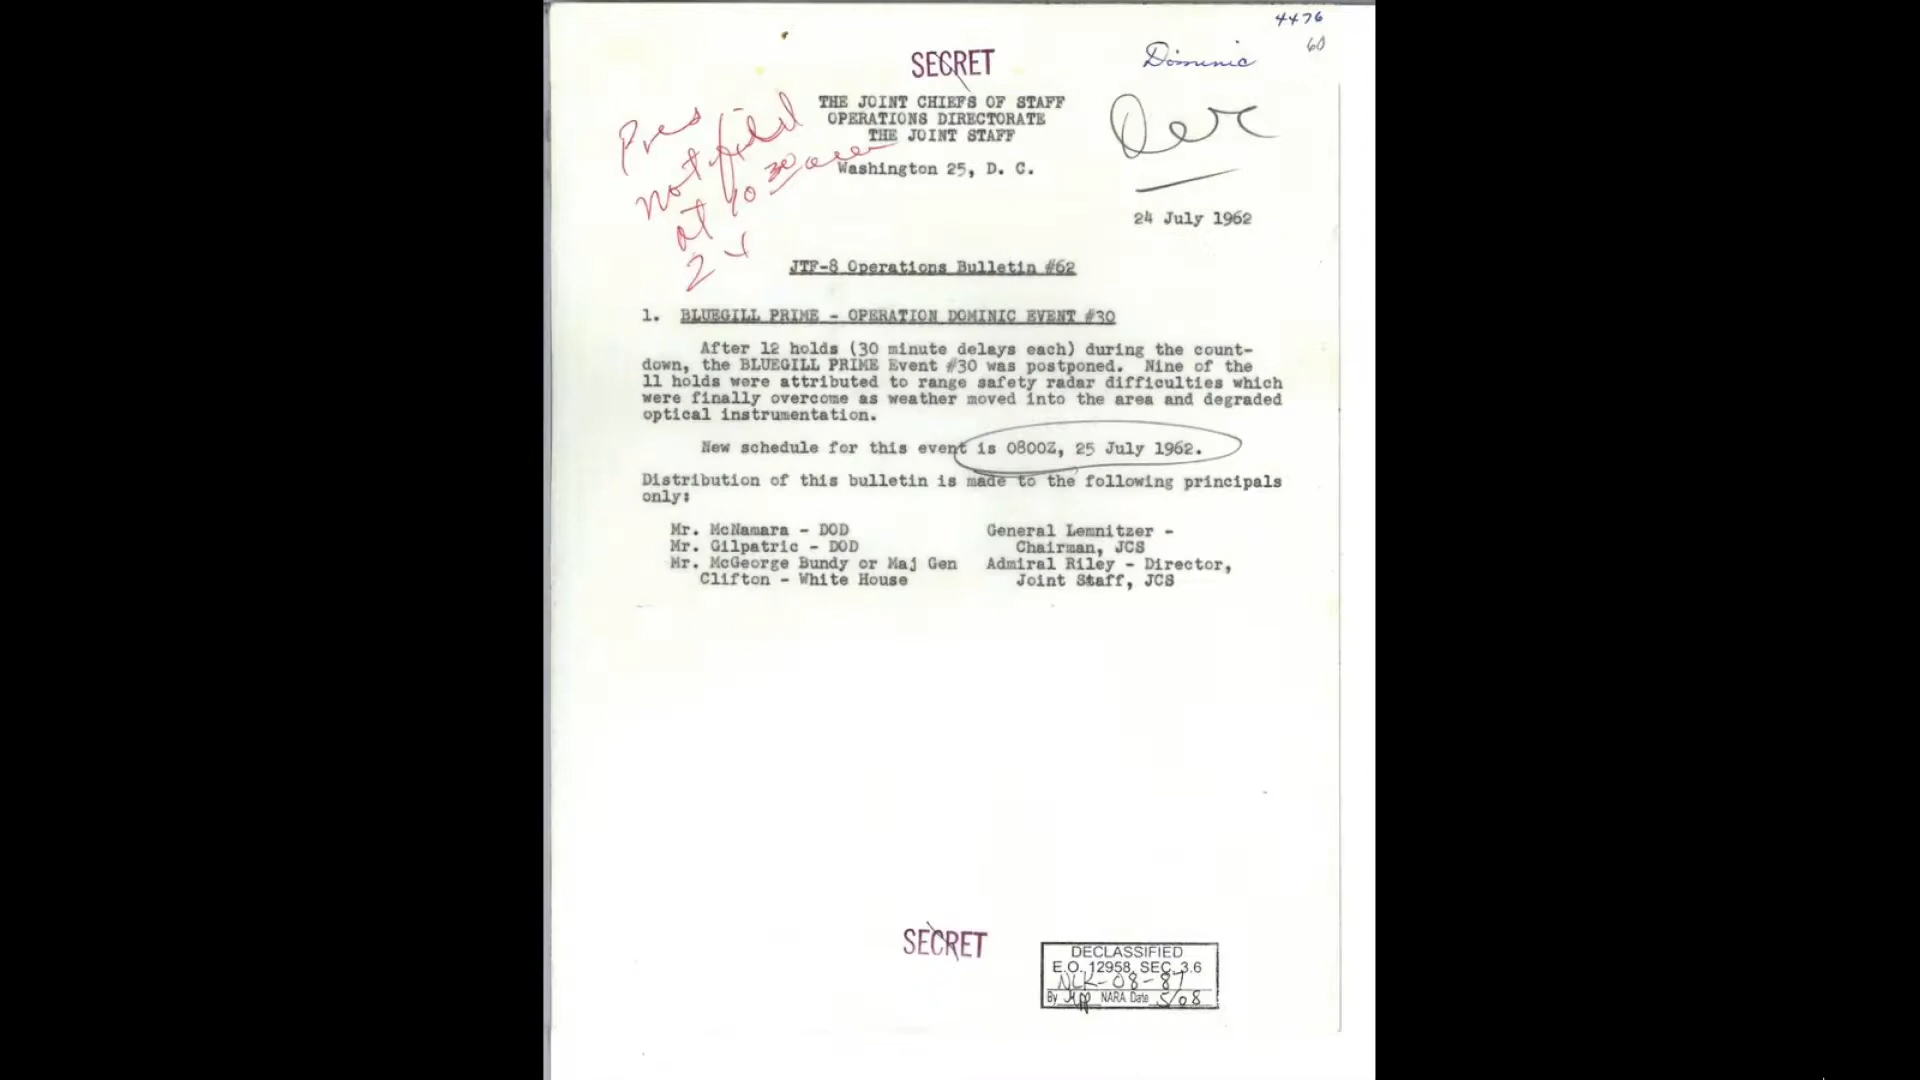 4476
60
SECRET
Dominic
THE JOINT CHIEFS OF STAFF
OPERATIONS DIRECTORATE
THE JOINT STAFF
Washington 25, D. C.
Pres
notified
at 10 30
24
24 July 1962
JTF-8 Operations Bulletin #62
1. BLUEGILL PRIME - OPERATION DOMINIC EVENT #30
After 12 holds (30 minute delays each) during the count-
down, the BLUEGILL PRIME Event #30 was postponed. Nine of the
11 holds were attributed to range safety radar difficulties which
were finally overcome as weather moved into the area and degraded
optical instrumentation.
New schedule for this event is 0800Z, 25 July 1962.
Distribution of this bulletin is made to the following principals
only:
Mr. McNamara - DOD
Mr. Gilpatric - DOD
Mr. McGeorge Bundy or Maj Gen
Clifton - White House
General Lemnitzer -
Chairman, JCS
Admiral Riley - Director,
Joint Staff, JCS
SECRET
DECLASSIFIED
E.O. 12958, SEC. 3.6
NLK-08-87
By NARA Date 5/08